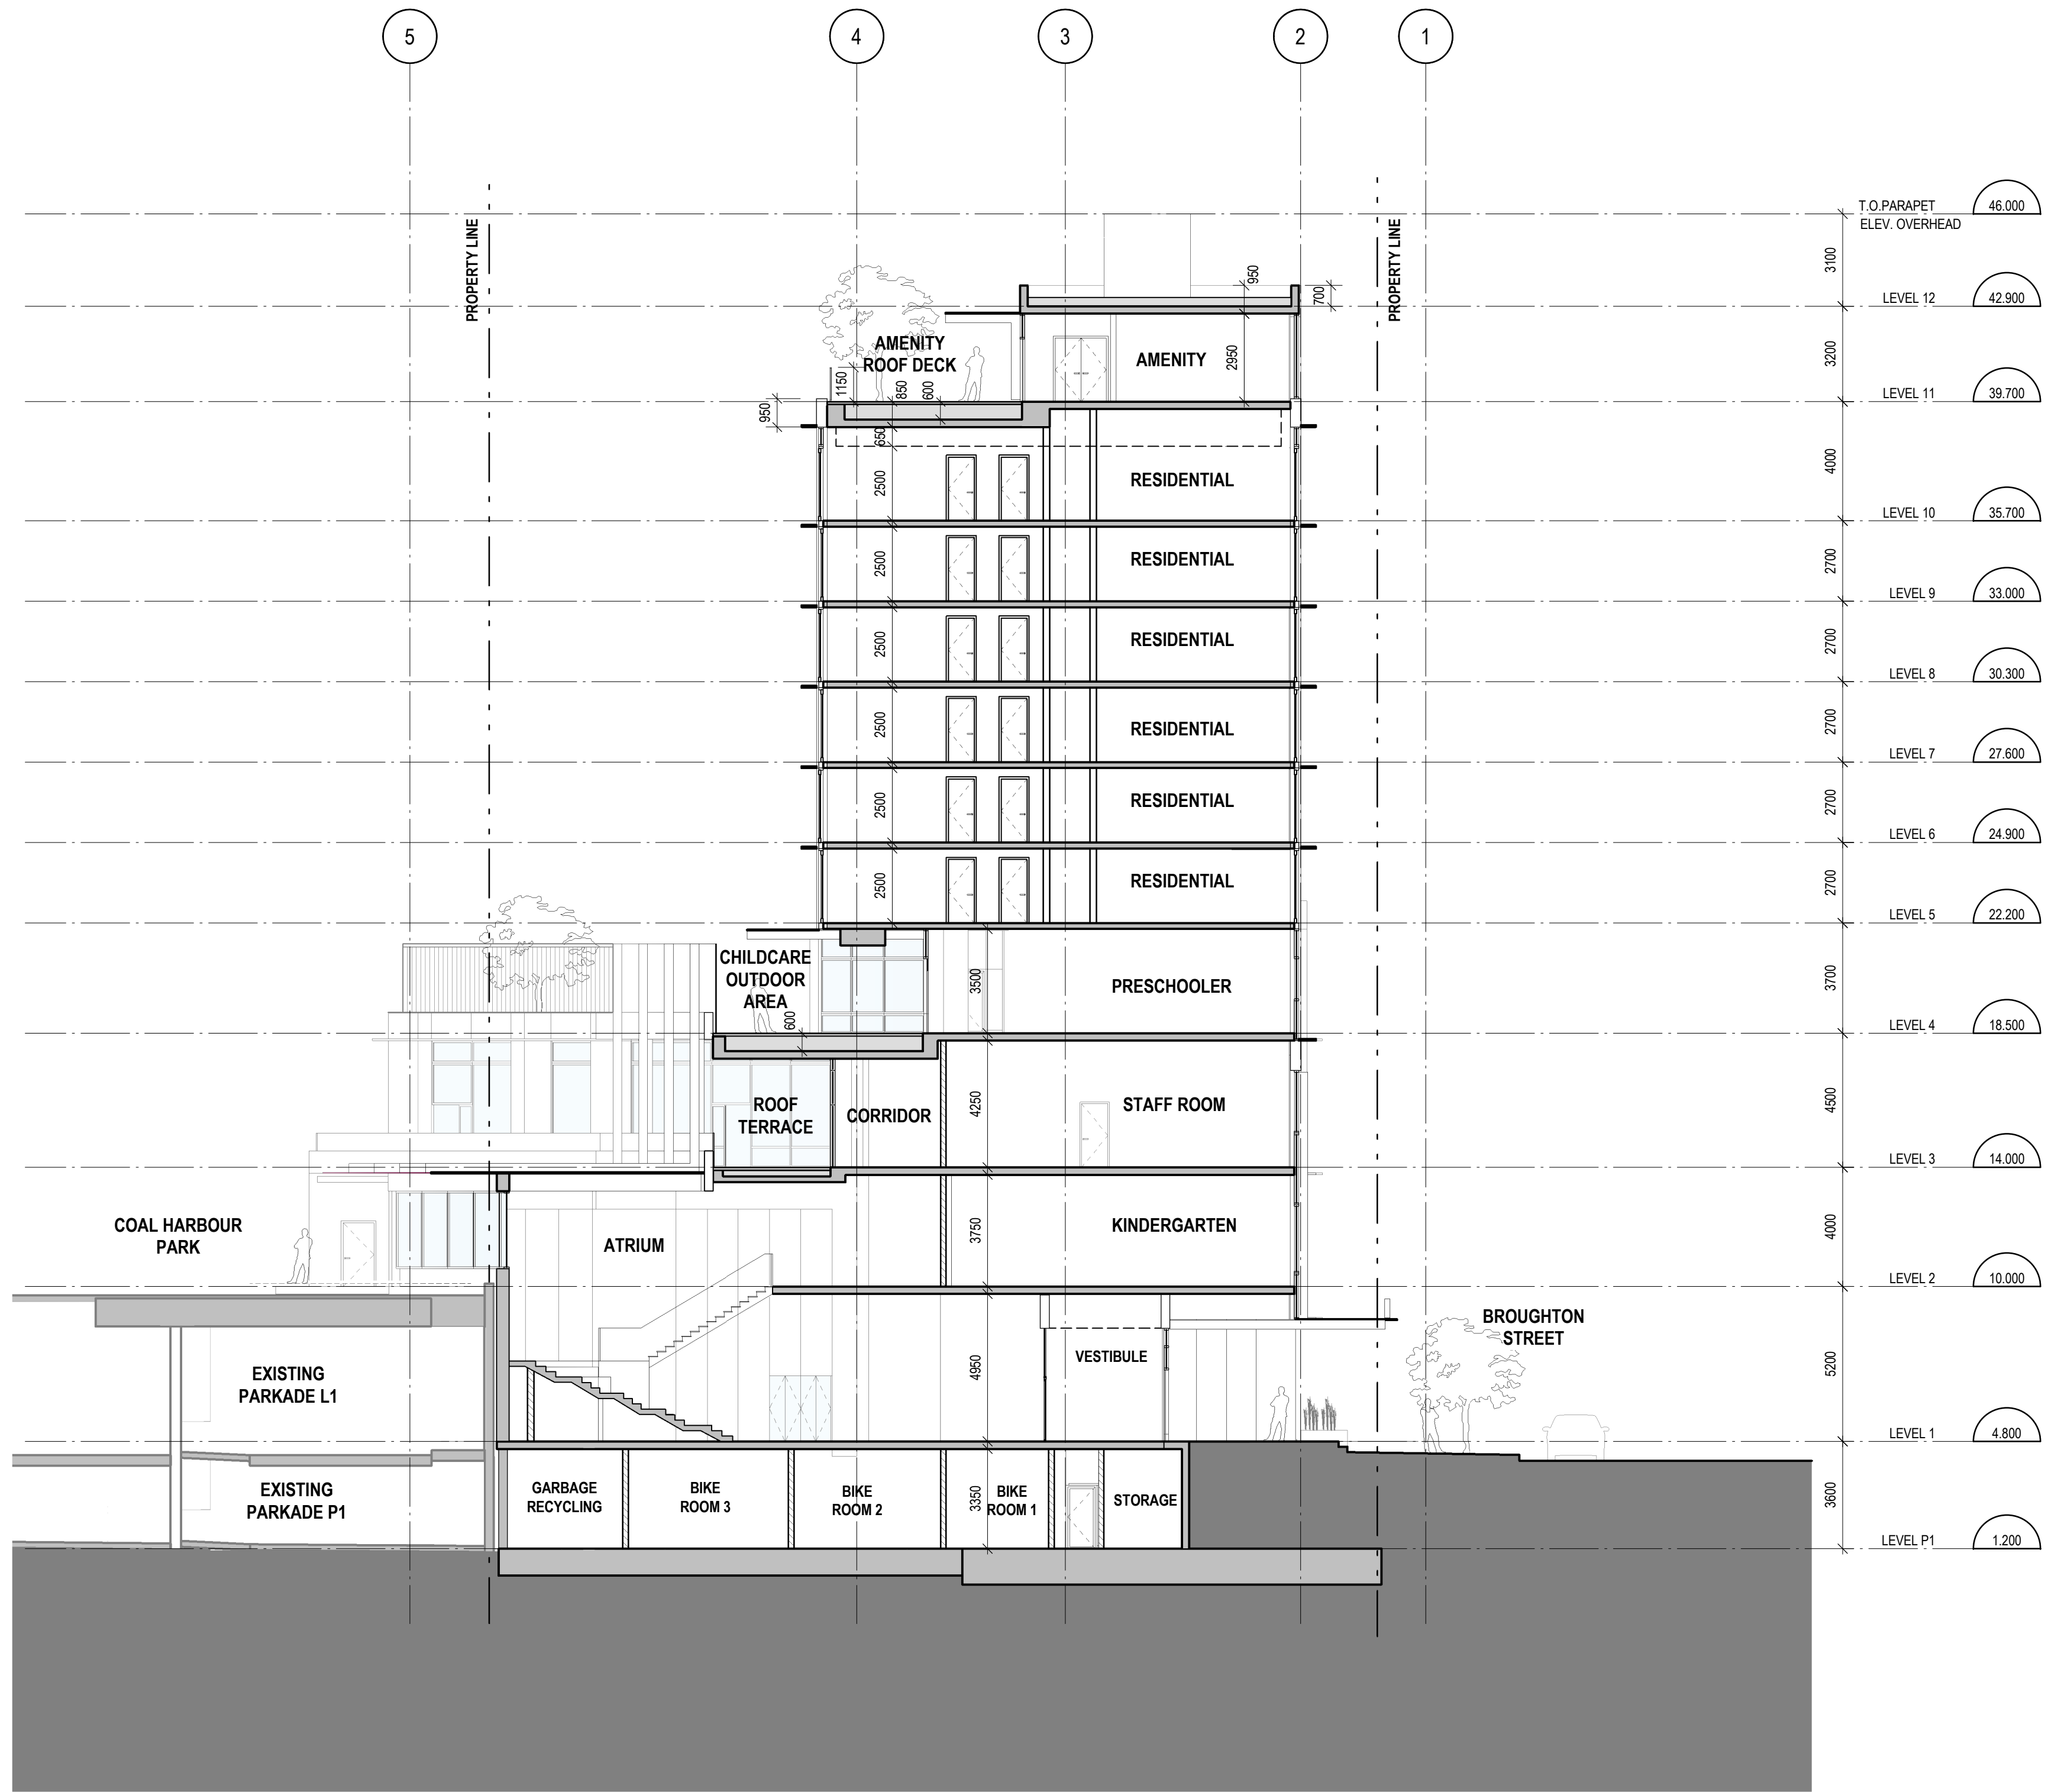 5
4
3
2
1
T.O.PARAPET
46.000
ELEV. OVERHEAD
PROPERTY LINE
PROPERTY LINE
3100
950
700
LEVEL 12
42.900
AMENITY
ROOF DECK
AMENITY
2950
3200
1150
850
600
LEVEL 11
39.700
950
650
2500
RESIDENTIAL
4000
LEVEL 10
35.700
2500
RESIDENTIAL
2700
LEVEL 9
33.000
2500
RESIDENTIAL
2700
LEVEL 8
30.300
2500
RESIDENTIAL
2700
LEVEL 7
27.600
2500
RESIDENTIAL
2700
LEVEL 6
24.900
2500
RESIDENTIAL
2700
LEVEL 5
22.200
CHILDCARE
OUTDOOR
AREA
600
3500
PRESCHOOLER
3700
LEVEL 4
18.500
ROOF
TERRACE
CORRIDOR
4250
STAFF ROOM
4500
LEVEL 3
14.000
COAL HARBOUR
PARK
ATRIUM
3750
KINDERGARTEN
4000
LEVEL 2
10.000
BROUGHTON
STREET
EXISTING
PARKADE L1
4950
VESTIBULE
5200
LEVEL 1
4.800
EXISTING
PARKADE P1
GARBAGE
RECYCLING
BIKE
ROOM 3
BIKE
ROOM 2
3350
BIKE
ROOM 1
STORAGE
3600
LEVEL P1
1.200